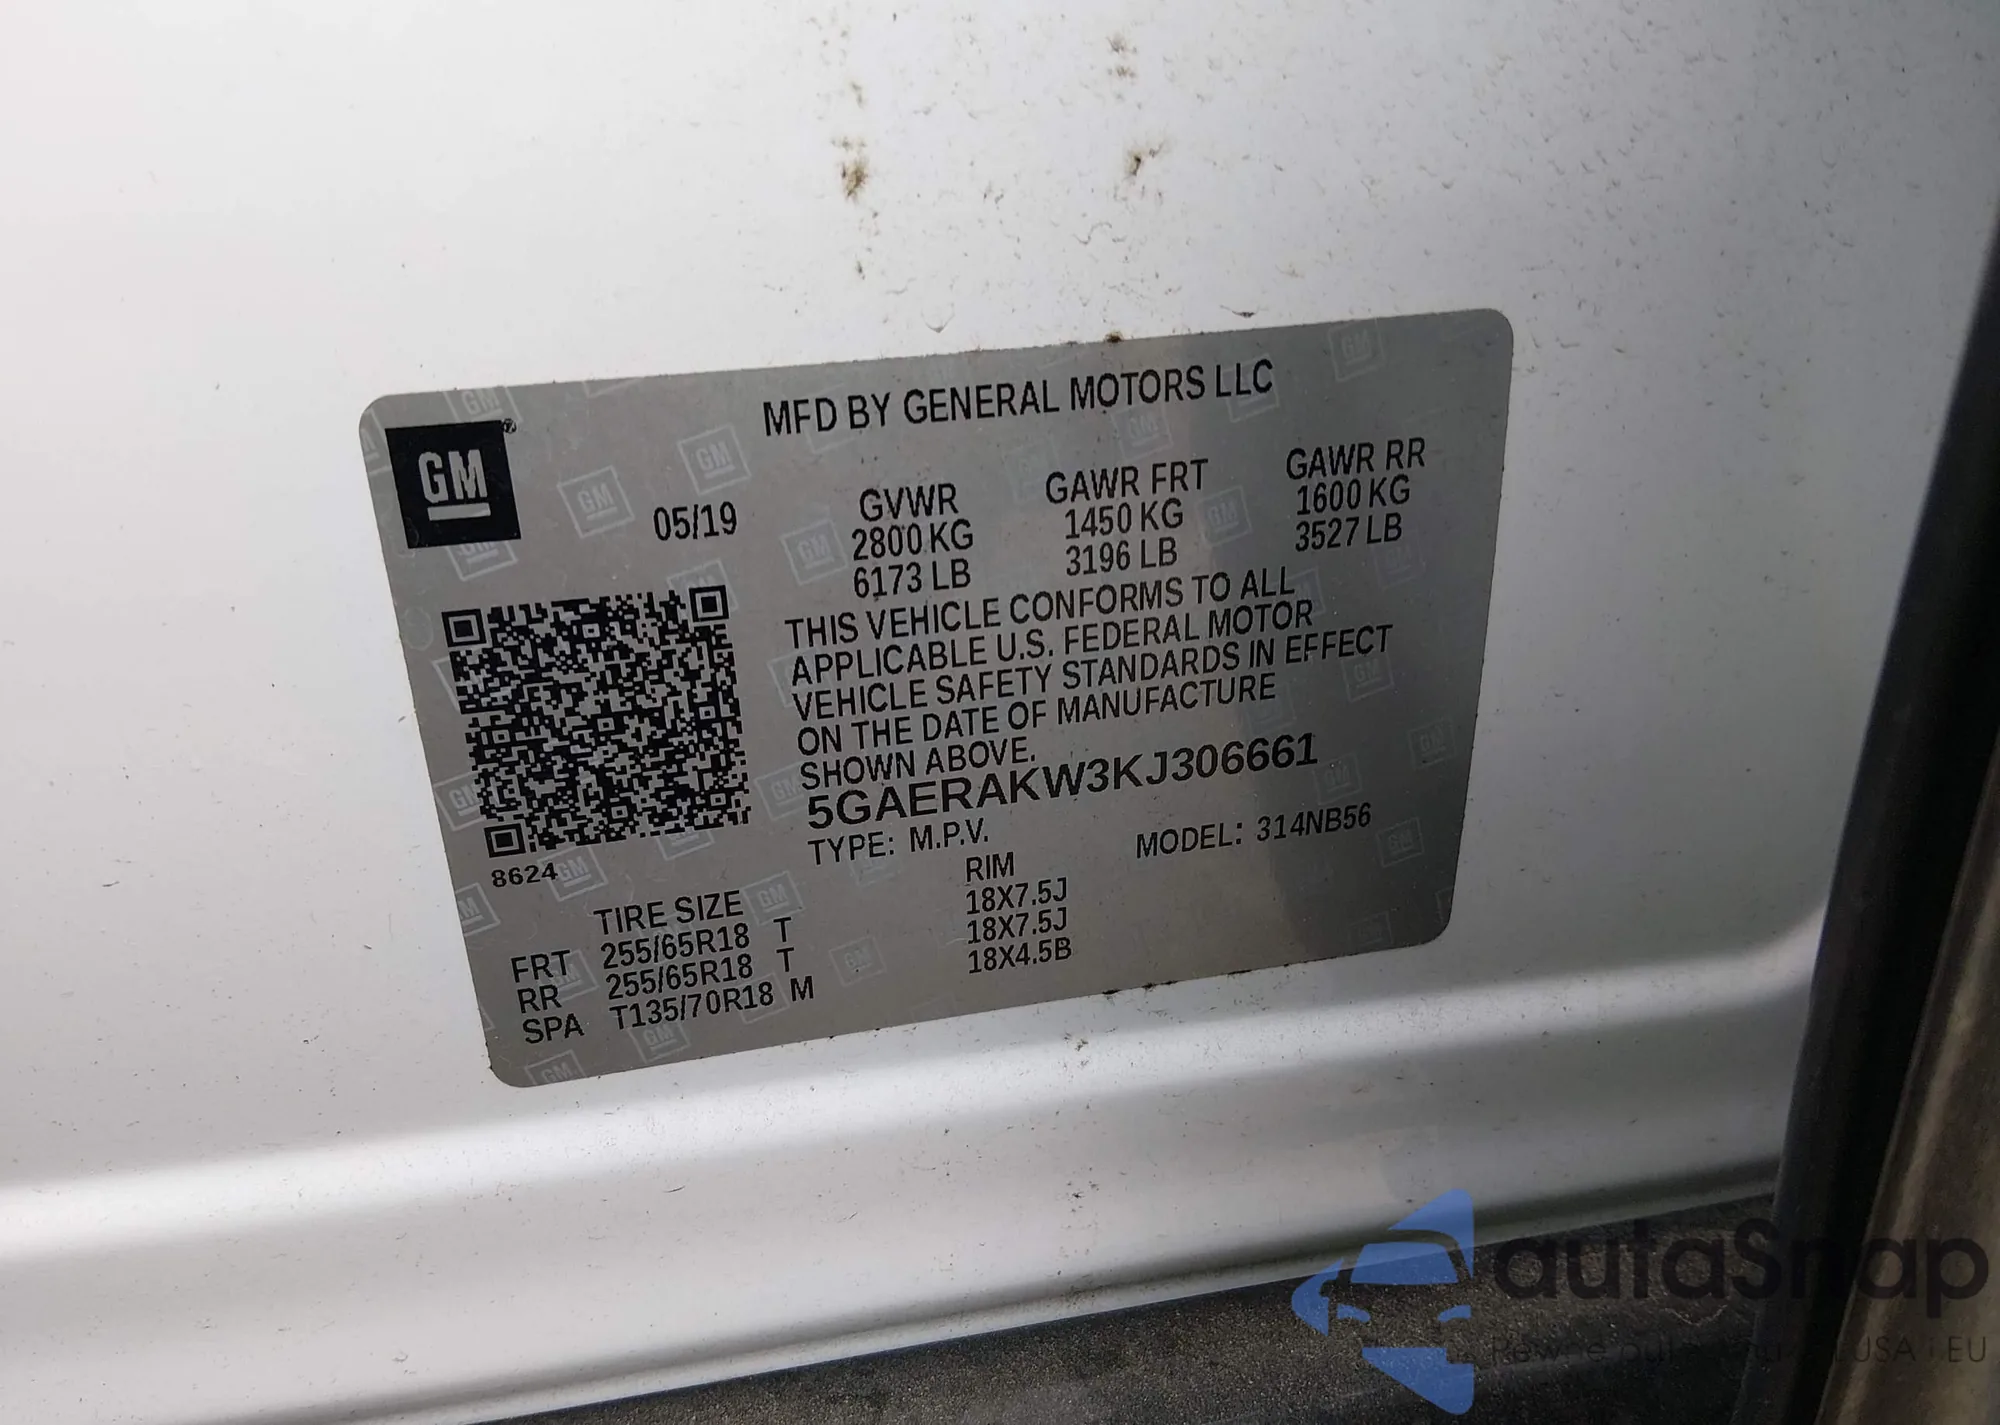 MFD BY GENERAL MOTORS LLC
GM
05/19
GVWR GAWR FRT GAWR RR
2800 KG 1450 KG 1600 KG
6173 LB 3196 LB 3527 LB
THIS VEHICLE CONFORMS TO ALL
APPLICABLE U.S. FEDERAL MOTOR
VEHICLE SAFETY STANDARDS IN EFFECT
ON THE DATE OF MANUFACTURE
SHOWN ABOVE.
5GAERAKW3KJ306661
TYPE: M.P.V. MODEL: 314NB56
8624
TIRE SIZE RIM
FRT 255/65R18 T 18X7.5J
RR 255/65R18 T 18X7.5J
SPA T135/70R18 M 18X4.5B
autaSnap
USA i EU